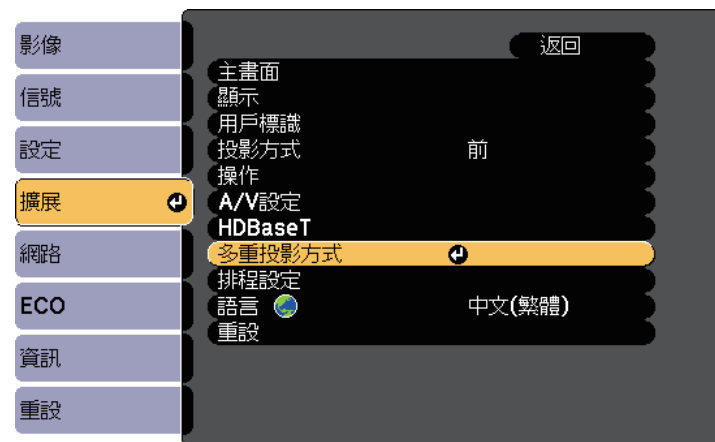 影像
信號
設定
擴展
網路
ECO
資訊
重設
返回
主畫面
顯示
用戶標識
投影方式 前
操作
A/V設定
HDBaseT
多重投影方式
排程設定
語言 中文(繁體)
重設